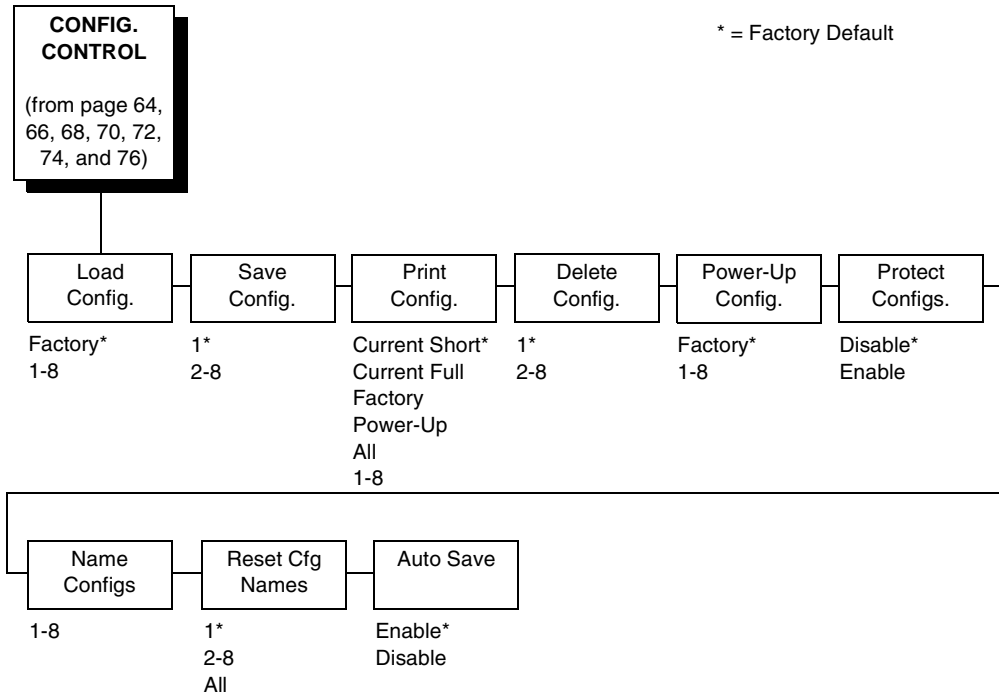 CONFIG.
CONTROL
(from page 64,
66, 68, 70, 72,
74, and 76)
* = Factory Default
Load
Config.
Factory*
1-8
Save
Config.
1*
2-8
Print
Config.
Current Short*
Current Full
Factory
Power-Up
All
1-8
Delete
Config.
1*
2-8
Power-Up
Config.
Factory*
1-8
Protect
Configs.
Disable*
Enable
Name
Configs
1-8
Reset Cfg
Names
1*
2-8
All
Auto Save
Enable*
Disable